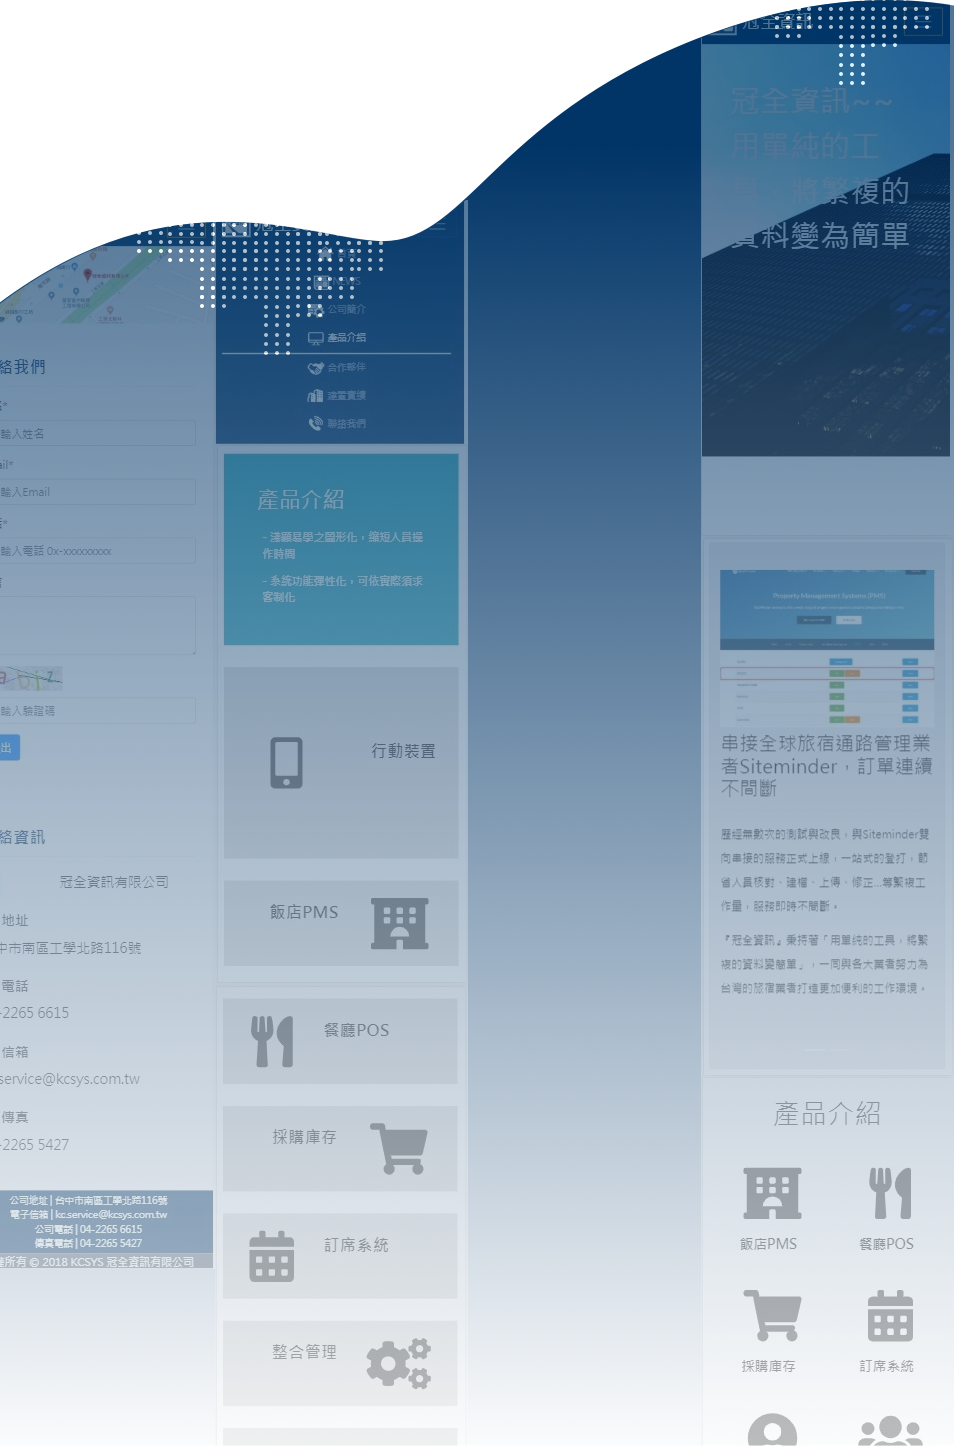 絡我們
輸入姓名
ail*
輸入Email
輸入電話 0x-xxxxxxxxx
輸入驗證碼
出
絡資訊
冠全資訊有限公司
地址
中市南區工學北路116號
電話
-2265 6615
信箱
service@kcsys.com.tw
傳真
-2265 5427
公司地址 | 台中市南區工學北路116號
電子信箱 | kc.service@kcsys.com.tw
公司電話 | 04-2265 6615
傳真電話 | 04-2265 5427
所有 © 2018 KCSYS 冠全資訊有限公司
冠全
NEWS
公司簡介
產品介紹
合作夥伴
建置實績
聯絡我們
產品介紹
- 淺顯易學之圖形化，縮短人員操
作時間
- 系統功能彈性化，可依實際須求
客制化
行動裝置
飯店PMS
餐廳POS
採購庫存
訂席系統
整合管理
冠全資訊
冠全資訊~~
用單純的工
將繁複的
資料變為簡單
Property Management Systems (PMS)
串接全球旅宿通路管理業
者Siteminder，訂單連續
不間斷
歷經無數次的測試與改良，與Siteminder雙
向串接的服務正式上線，一站式的登打，節
省人員核對、建檔、上傳、修正...等繁複工
作量，服務即時不間斷。
『冠全資訊』秉持著「用單純的工具，將繁
複的資料變簡單」，一同與各大業者努力為
台灣的旅宿業者打造更加便利的工作環境。
產品介紹
飯店PMS
餐廳POS
採購庫存
訂席系統